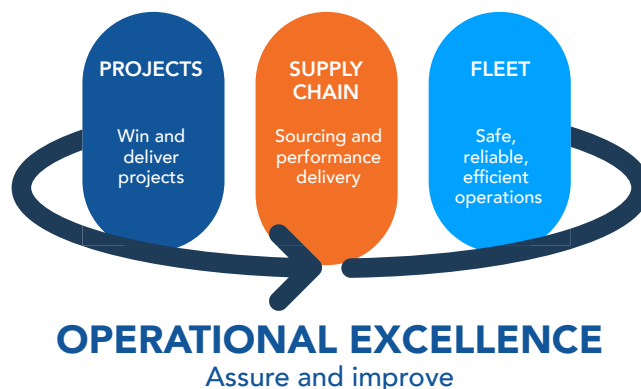 PROJECTS
Win and
deliver
projects
SUPPLY
CHAIN
Sourcing and
performance
delivery
FLEET
Safe,
reliable,
efficient
operations
OPERATIONAL EXCELLENCE
Assure and improve